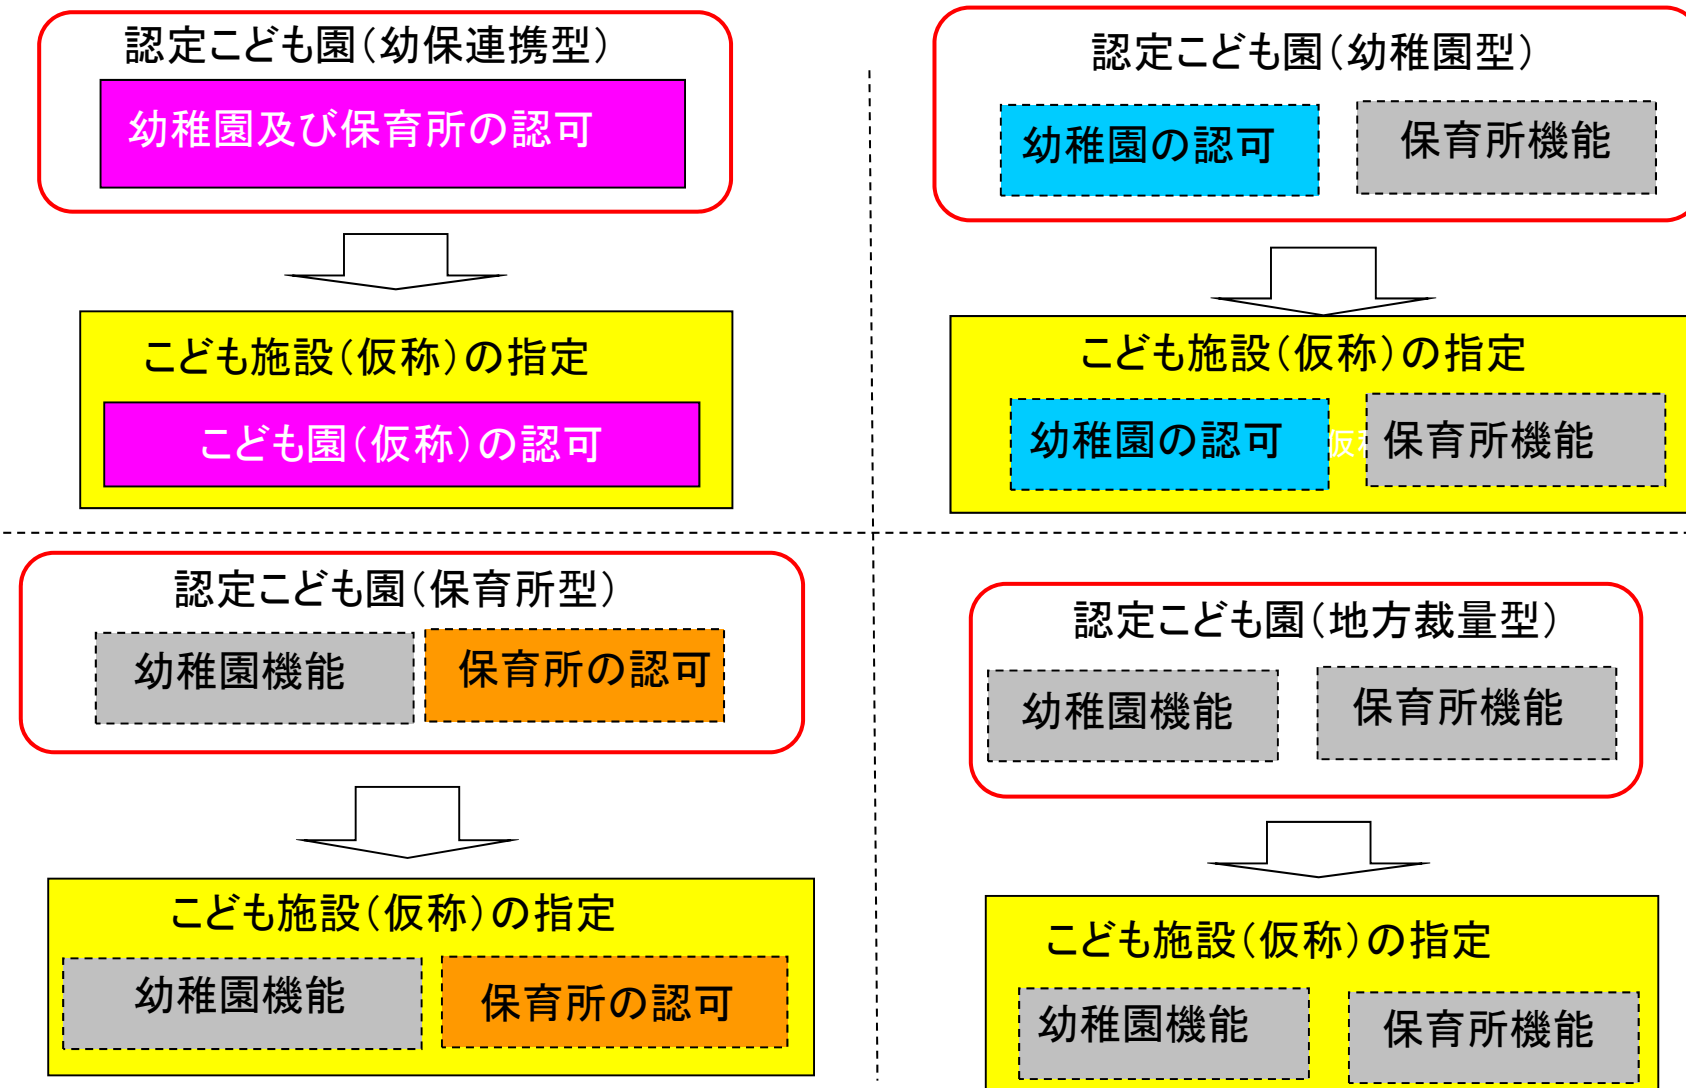 認定こども園（幼保連携型）
幼稚園及び保育所の認可
こども施設（仮称）の指定
こども園（仮称）の認可
認定こども園（幼稚園型）
幼稚園の認可
保育所機能
こども施設（仮称）の指定
幼稚園の認可
保育所機能
認定こども園（保育所型）
幼稚園機能
保育所の認可
こども施設（仮称）の指定
幼稚園機能
保育所の認可
認定こども園（地方裁量型）
幼稚園機能
保育所機能
こども施設（仮称）の指定
幼稚園機能
保育所機能